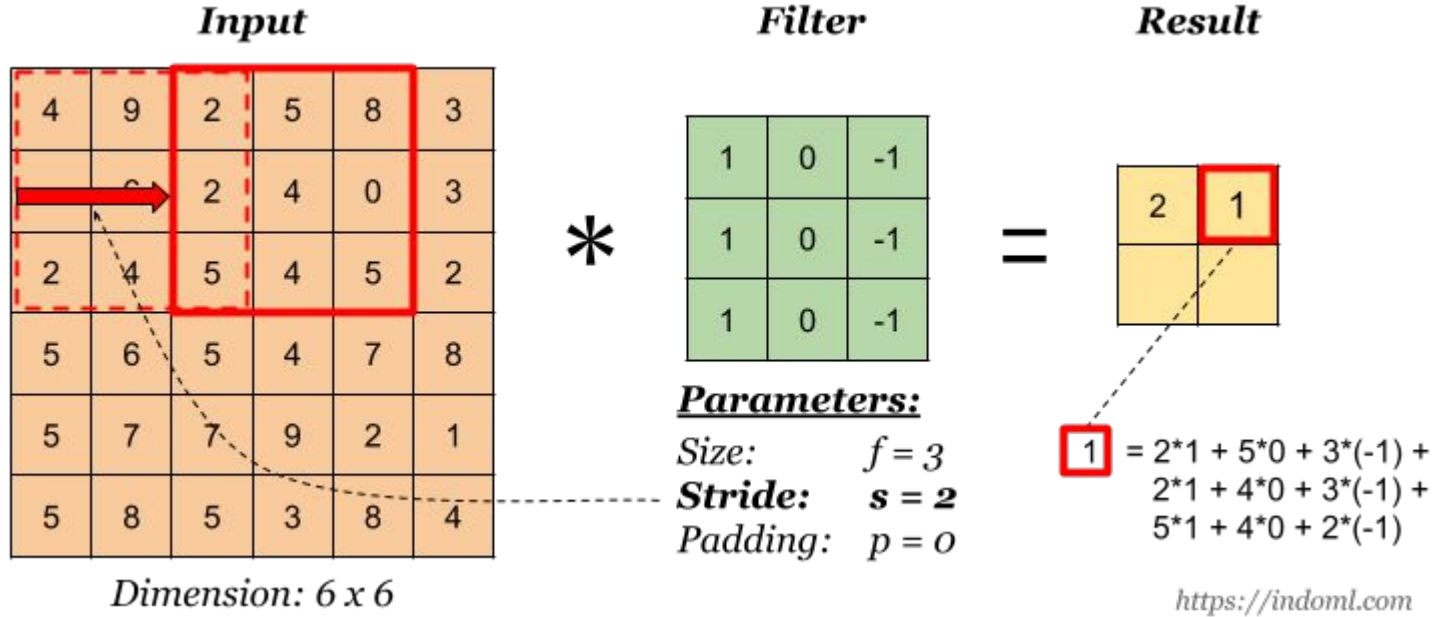 Input Filter Result
4 9 2 5 8 3
2 4 0 3
2 4 5 4 5 2
5 6 5 4 7 8
5 7 7 9 2 1
5 8 5 3 8 4
Dimension: 6 x 6
*
1 0 -1
1 0 -1
1 0 -1
Parameters:
Size: f = 3
Stride: s = 2
Padding: p = 0
=
2 1
1 = 2*1 + 5*0 + 3*(-1) +
2*1 + 4*0 + 3*(-1) +
5*1 + 4*0 + 2*(-1)
https://indoml.com